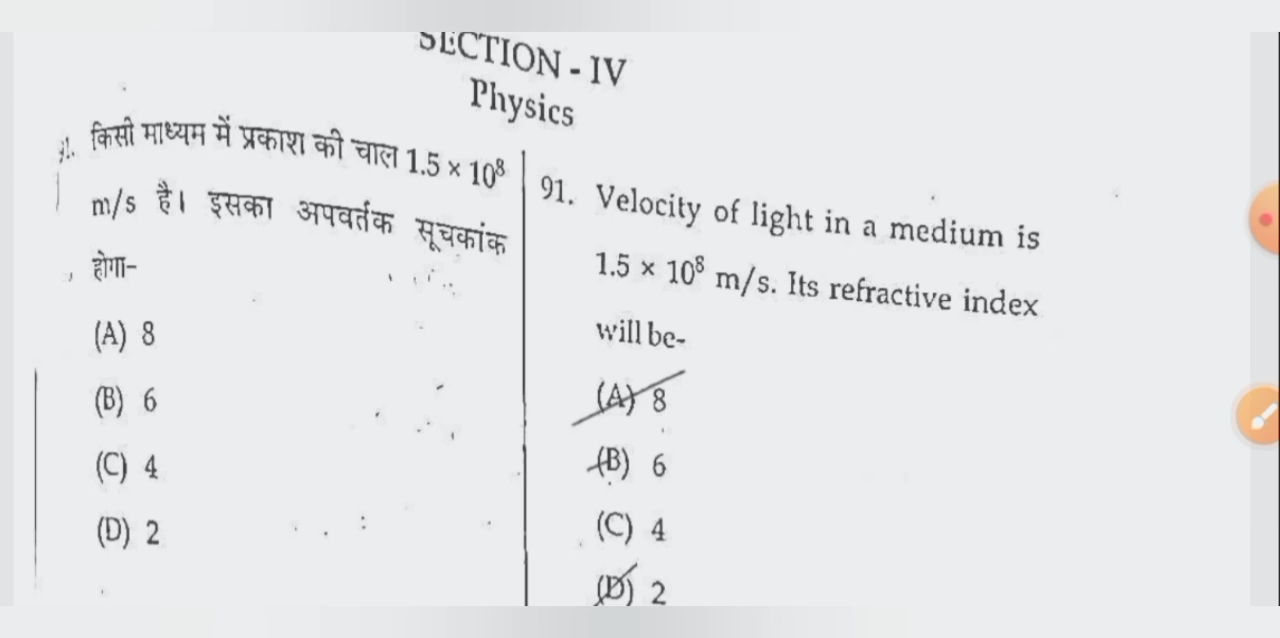 SECTION - IV
Physics
किसी माध्यम में प्रकाश की चाल 1.5 × 10⁸
m/s है। इसका अपवर्तक सूचकांक
होगा-
(A) 8
(B) 6
(C) 4
(D) 2
91. Velocity of light in a medium is
1.5 × 10⁸ m/s. Its refractive index
will be-
(A) 8
(B) 6
(C) 4
(D) 2